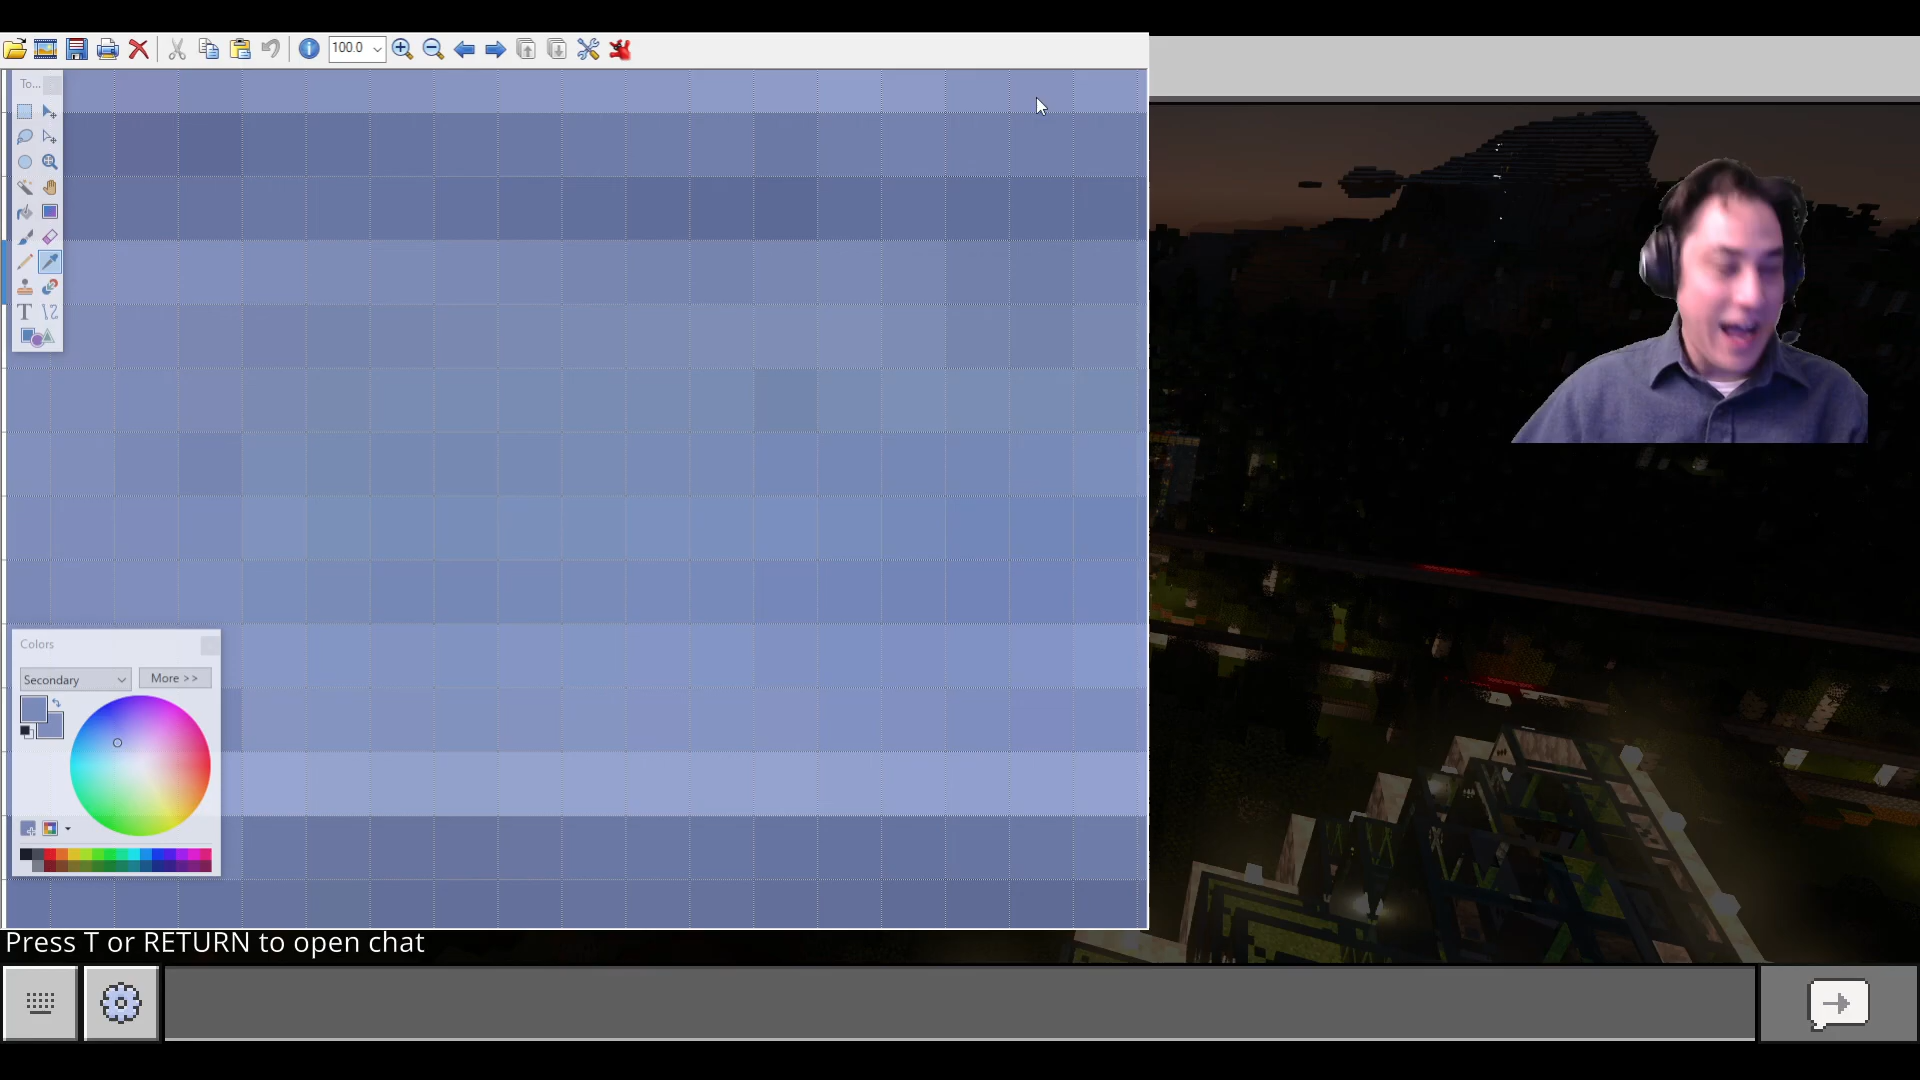 100.0
To...
T
Colors
Secondary
More >>
Press T or RETURN to open chat